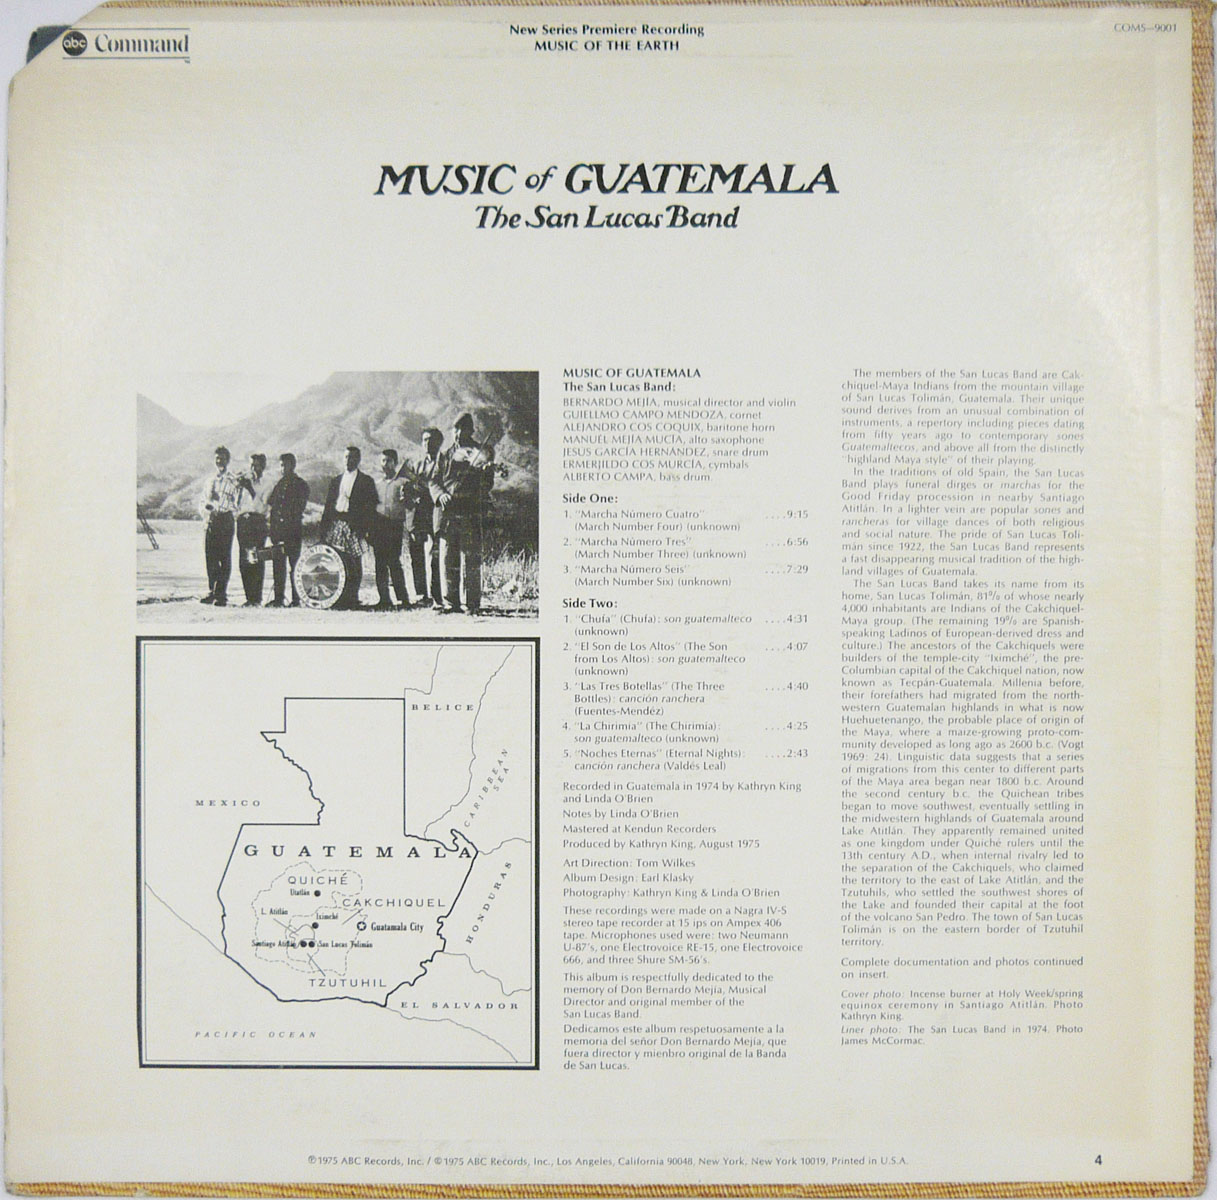 abc Command
New Series Premiere Recording
MUSIC OF THE EARTH
COMS-9001
MUSIC of GUATEMALA
The San Lucas Band
MUSIC OF GUATEMALA
The San Lucas Band:
BERNARDO MEJÍA, musical director and violin
GUIELLMO CAMPO MENDOZA, cornet
ALEJANDRO COS COQUIX, baritone horn
MANUEL MEJÍA MUCÍA, alto saxophone
JESUS GARCÍA HERNÁNDEZ, snare drum
ERMERJILDO COS MURCÍA, cymbals
ALBERTO CAMPA, bass drum.
Side One:
1. "Marcha Número Cuatro" ....9:15
(March Number Four) (unknown)
2. "Marcha Número Tres" ....6:56
(March Number Three) (unknown)
3. "Marcha Número Seis" ....7:29
(March Number Six) (unknown)
Side Two:
1. "Chufa" (Chufa): son guatemalteco ....4:31
(unknown)
2. "El Son de Los Altos" (The Son ....4:07
from Los Altos): son guatemalteco
(unknown)
3. "Las Tres Botellas" (The Three ....4:40
Bottles): canción ranchera
(Fuentes-Mendéz)
4. "La Chirimia" (The Chirimia): ....4:25
son guatemalteco (unknown)
5. "Noches Eternas" (Eternal Nights): ....2:43
canción ranchera (Valdés Leal)
Recorded in Guatemala in 1974 by Kathryn King
and Linda O'Brien
Notes by Linda O'Brien
Mastered at Kendun Recorders
Produced by Kathryn King, August 1975
Art Direction: Tom Wilkes
Album Design: Earl Klasky
Photography: Kathryn King & Linda O'Brien
These recordings were made on a Nagra IV-S
stereo tape recorder at 15 ips on Ampex 406
tape. Microphones used were: two Neumann
U-87's, one Electrovoice RE-15, one Electrovoice
666, and three Shure SM-56's.
This album is respectfully dedicated to the
memory of Don Bernardo Mejía, Musical
Director and original member of the
San Lucas Band.
Dedicamos este album respetuosamente a la
memoria del señor Don Bernardo Mejía, que
fuera director y mienbro original de la Banda
de San Lucas.
The members of the San Lucas Band are Cak-
chiquel-Maya Indians from the mountain village
of San Lucas Tolimán, Guatemala. Their unique
sound derives from an unusual combination of
instruments, a repertory including pieces dating
from fifty years ago to contemporary sones
Guatemaltecos, and above all from the distinctly
"highland Maya style" of their playing.
In the traditions of old Spain, the San Lucas
Band plays funeral dirges or marchas for the
Good Friday procession in nearby Santiago
Atitlán. In a lighter vein are popular sones and
rancheras for village dances of both religious
and social nature. The pride of San Lucas Toli-
mán since 1922, the San Lucas Band represents
a fast disappearing musical tradition of the high-
land villages of Guatemala.
The San Lucas Band takes its name from its
home, San Lucas Tolimán, 81% of whose nearly
4,000 inhabitants are Indians of the Cakchiquel-
Maya group. (The remaining 19% are Spanish-
speaking Ladinos of European-derived dress and
culture.) The ancestors of the Cakchiquels were
builders of the temple-city "Iximché", the pre-
Columbian capital of the Cakchiquel nation, now
known as Tecpán-Guatemala. Millenia before,
their forefathers had migrated from the north-
western Guatemalan highlands in what is now
Huehuetenango, the probable place of origin of
the Maya, where a maize-growing proto-com-
munity developed as long ago as 2600 b.c. (Vogt
1969: 24). Linguistic data suggests that a series
of migrations from this center to different parts
of the Maya area began near 1800 b.c. Around
the second century b.c. the Quichean tribes
began to move southwest, eventually settling in
the midwestern highlands of Guatemala around
Lake Atitlán. They apparently remained united
as one kingdom under Quiché rulers until the
13th century A.D., when internal rivalry led to
the separation of the Cakchiquels, who claimed
the territory to the east of Lake Atitlán, and the
Tzutuhils, who settled the southwest shores of
the Lake and founded their capital at the foot
of the volcano San Pedro. The town of San Lucas
Tolimán is on the eastern border of Tzutuhil
territory.
Complete documentation and photos continued
on insert.
Cover photo: Incense burner at Holy Week/spring
equinox ceremony in Santiago Atitlán. Photo
Kathryn King.
Liner photo: The San Lucas Band in 1974. Photo
James McCormac.
BELICE
CARIBBEAN
SEA
MEXICO
GUATEMALA
QUICHÉ
Utatlán
CAKCHIQUEL
L. Atitlán
Iximché
Guatamala City
Santiago Atitlán
San Lucas Tolimán
HONDURAS
TZUTUHIL
EL SALVADOR
PACIFIC OCEAN
℗1975 ABC Records, Inc. / ©1975 ABC Records, Inc., Los Angeles, California 90048, New York, New York 10019, Printed in U.S.A.
4